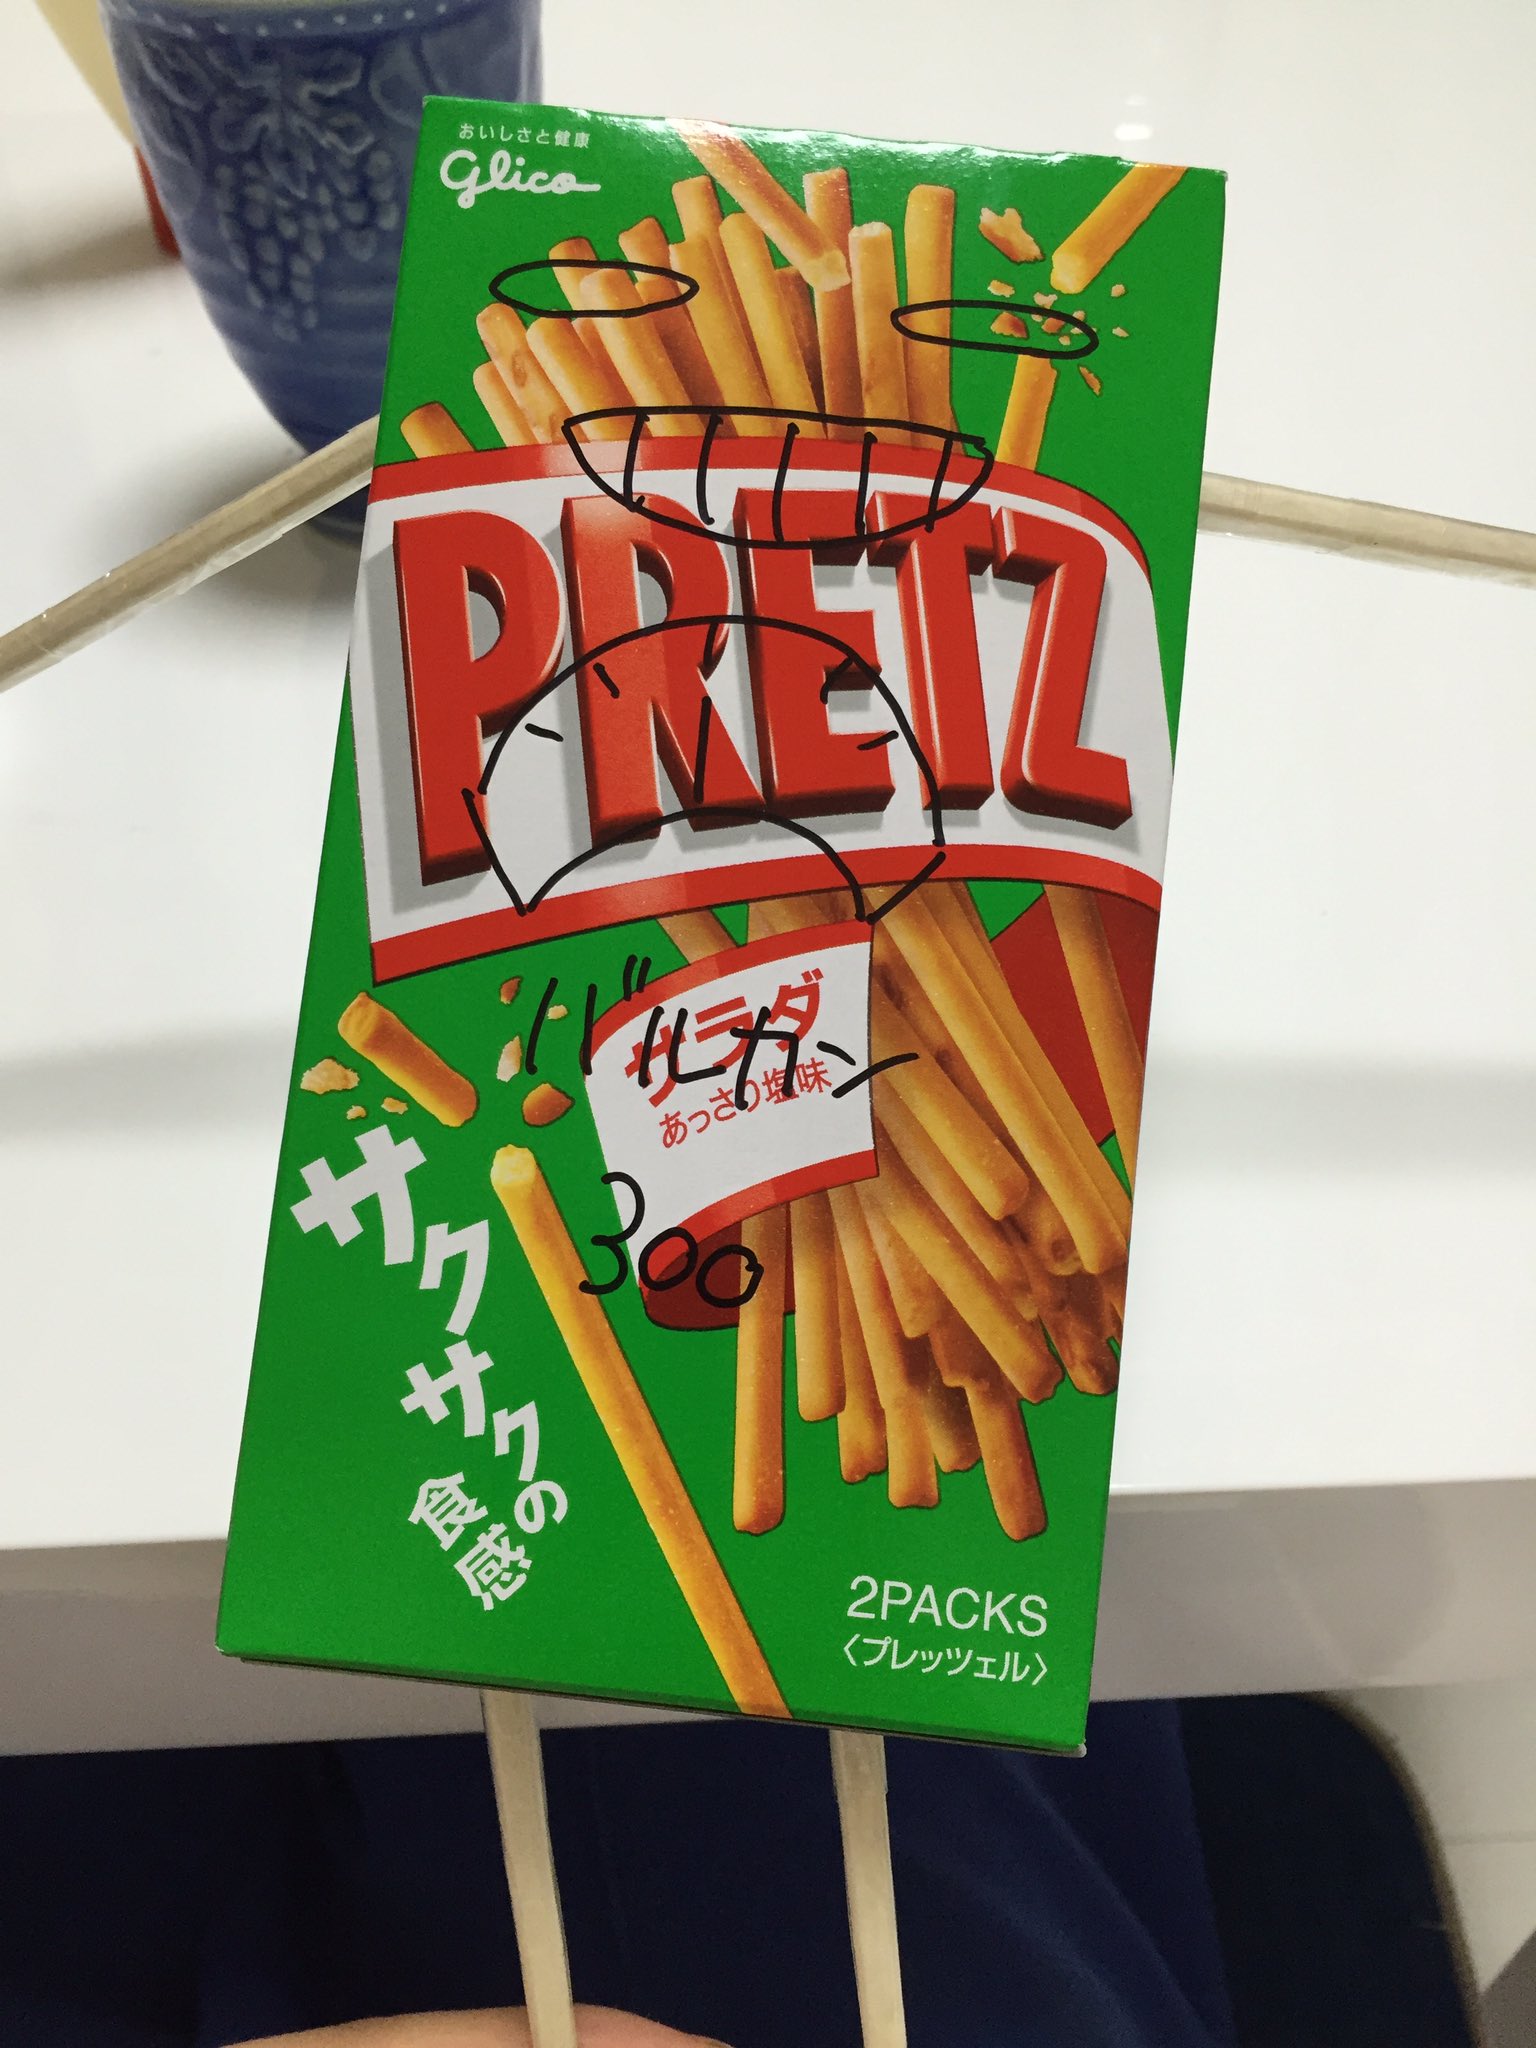 おいしさと健康
glico
PRETZ
サラダ
あっさり塩味
バルカン
300
サクサクの
食感
2PACKS
〈プレッツェル〉